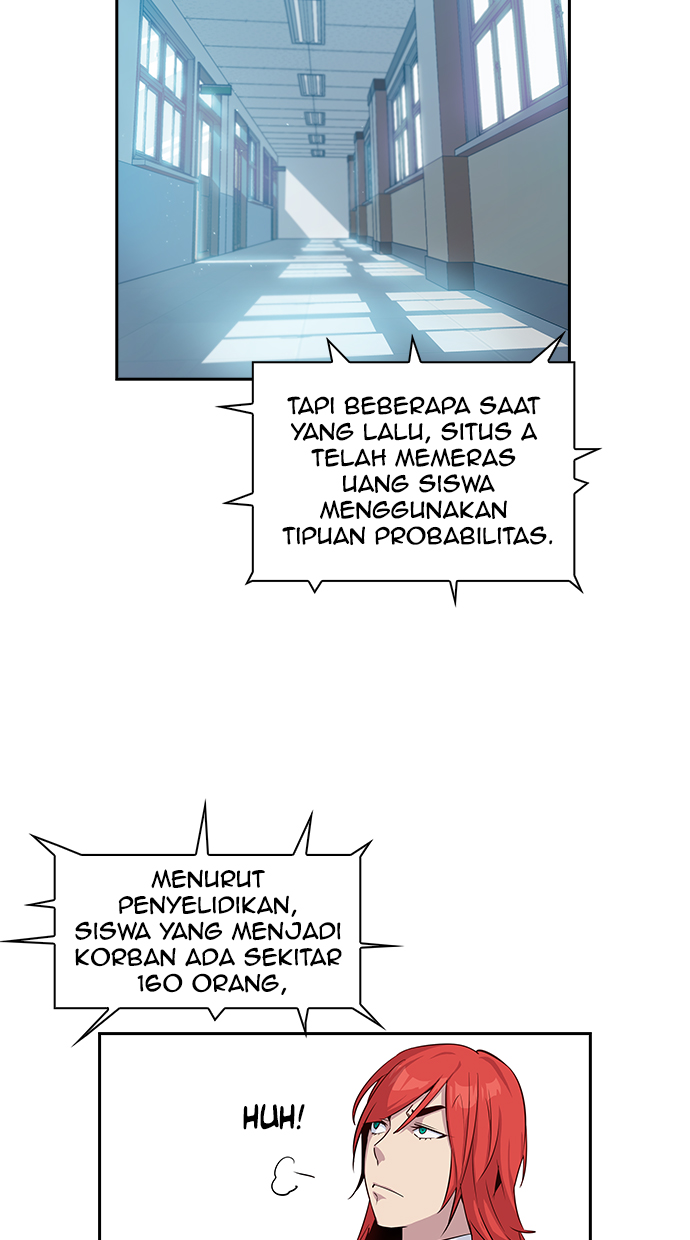 TAPI BEBERAPA SAAT
YANG LALU, SITUS A
TELAH MEMERAS
UANG SISWA
MENGGUNAKAN
TIPUAN PROBABILITAS.
MENURUT
PENYELIDIKAN,
SISWA YANG MENJADI
KORBAN ADA SEKITAR
160 ORANG,
HUH!